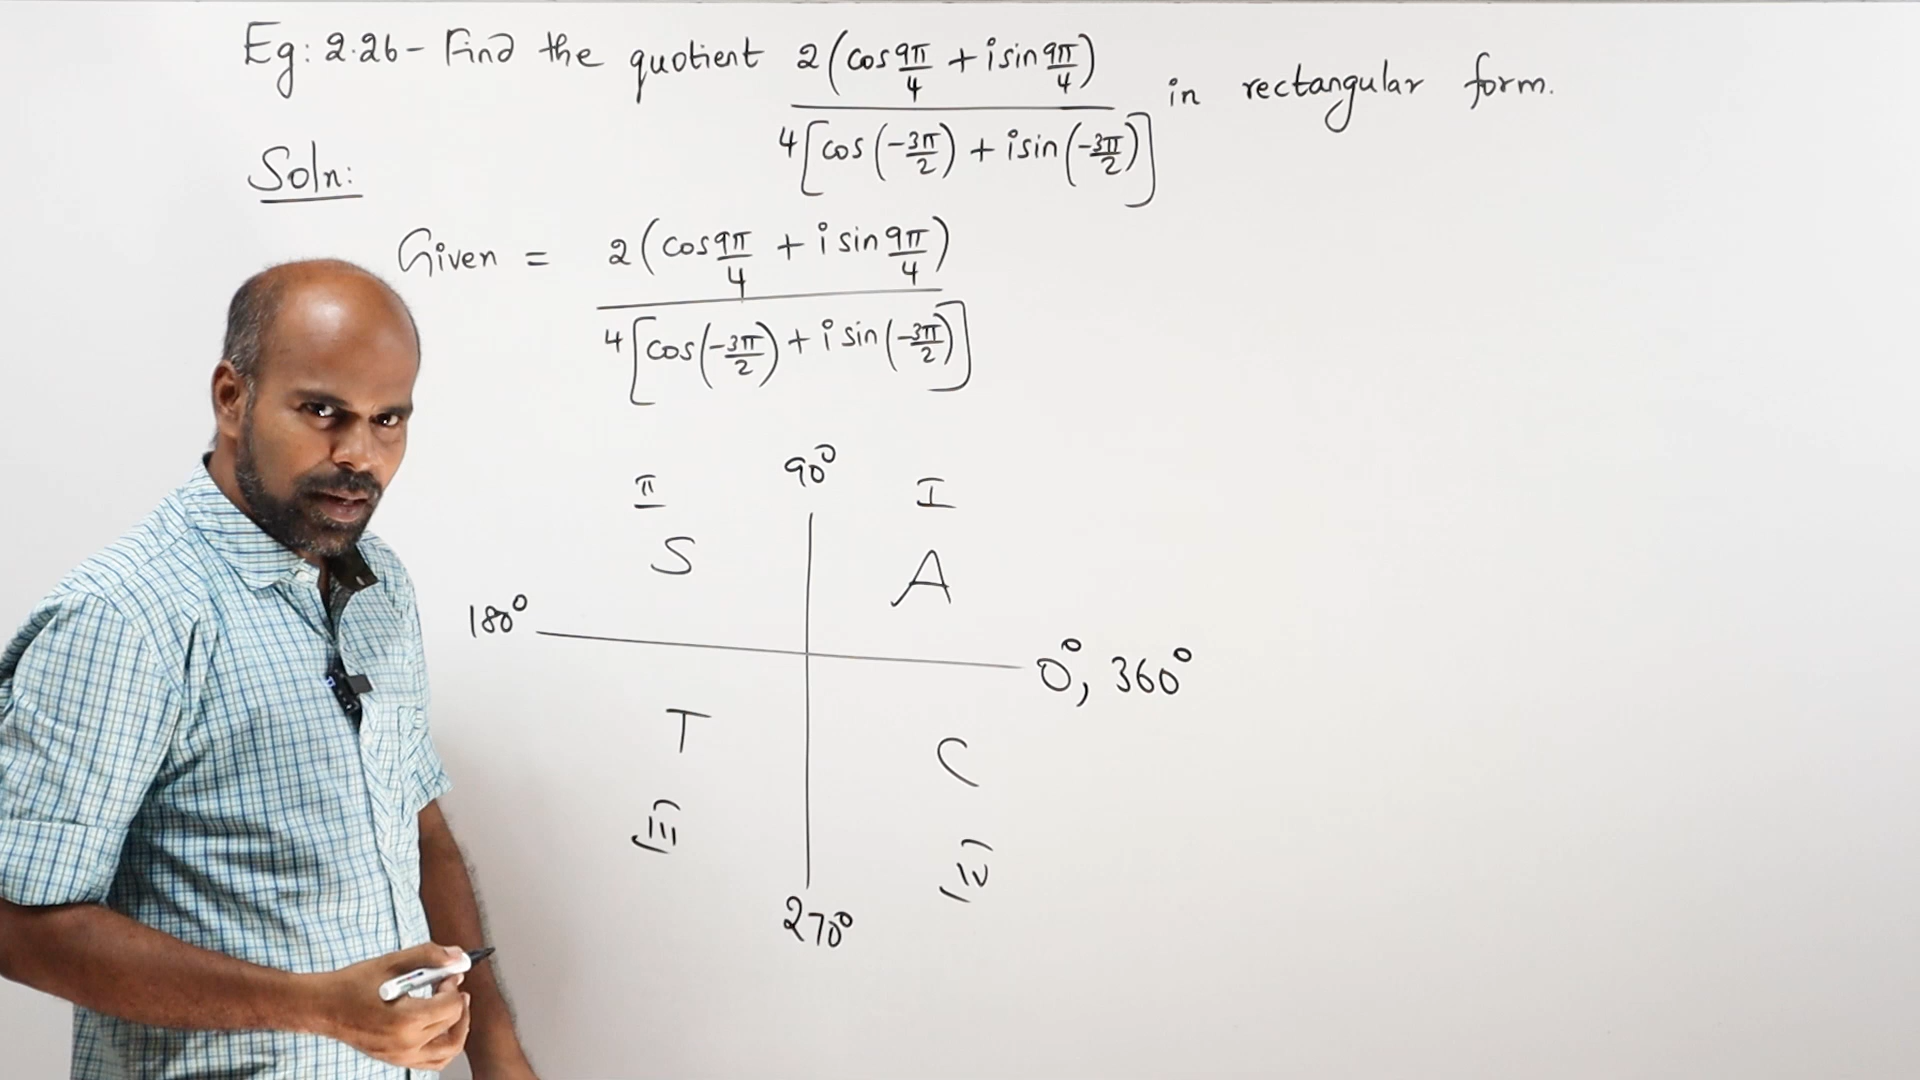 Eg: 2.26 - Find the quotient 2(cos 9π/4 + i sin 9π/4) / 4[cos(-3π/2) + i sin(-3π/2)] in rectangular form.
Soln:
Given = 2(cos 9π/4 + i sin 9π/4) / 4[cos(-3π/2) + i sin(-3π/2)]
90°
II I
S A
180° 0°, 360°
T C
III IV
270°